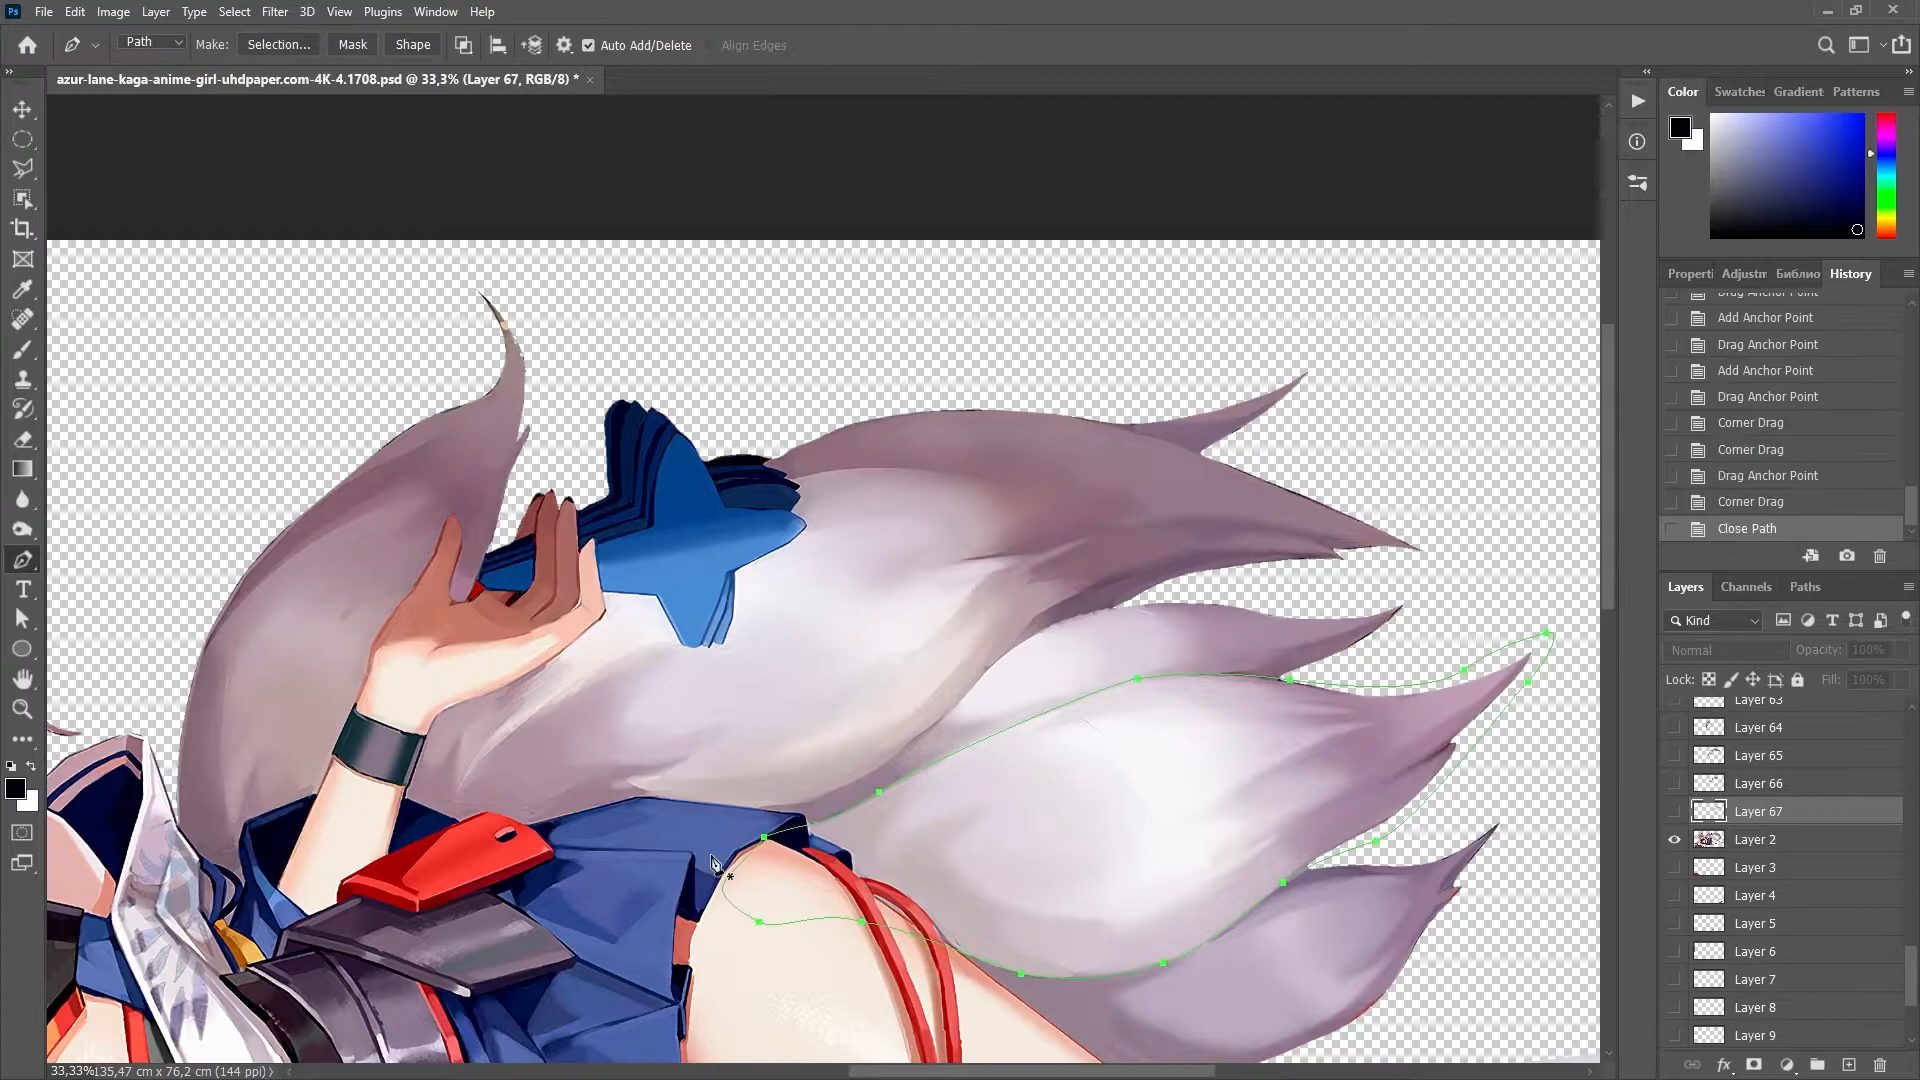 Ps File Edit Image Layer Type Select Filter 3D View Plugins Window Help
Path Make: Selection... Mask Shape Auto Add/Delete Align Edges
azur-lane-kaga-anime-girl-uhdpaper.com-4K-4.1708.psd @ 33,3% (Layer 67, RGB/8) *
Color Swatches Gradient Patterns
Properti Adjustm Библио History
Drag Anchor Point
Add Anchor Point
Drag Anchor Point
Add Anchor Point
Drag Anchor Point
Corner Drag
Corner Drag
Drag Anchor Point
Corner Drag
Close Path
Layers Channels Paths
Kind
Normal Opacity: 100%
Lock: Fill: 100%
Layer 63
Layer 64
Layer 65
Layer 66
Layer 67
Layer 2
Layer 3
Layer 4
Layer 5
Layer 6
Layer 7
Layer 8
Layer 9
33,33% 135,47 cm x 76,2 cm (144 ppi)